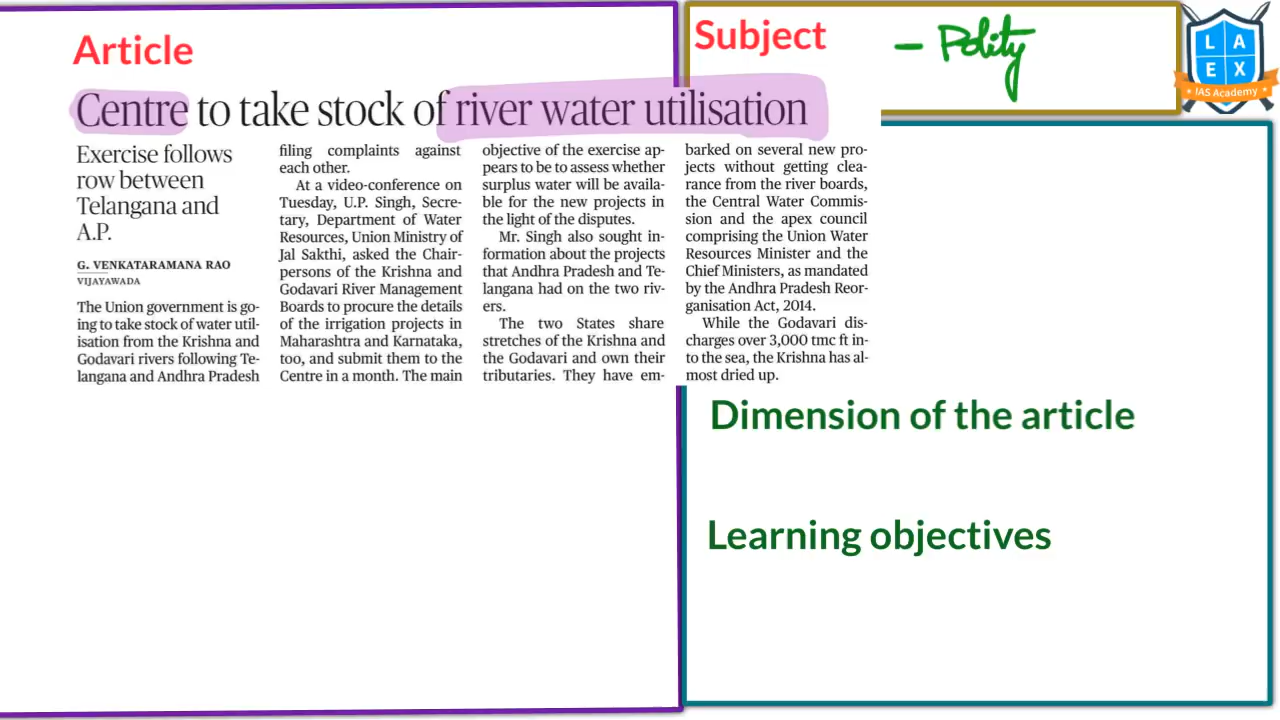 Article
Subject
– Polity
L A
E X
IAS Academy
Centre to take stock of river water utilisation
Exercise follows
row between
Telangana and
A.P.
G. VENKATARAMANA RAO
VIJAYAWADA
The Union government is go-
ing to take stock of water util-
isation from the Krishna and
Godavari rivers following Te-
langana and Andhra Pradesh
filing complaints against
each other.
At a video-conference on
Tuesday, U.P. Singh, Secre-
tary, Department of Water
Resources, Union Ministry of
Jal Sakthi, asked the Chair-
persons of the Krishna and
Godavari River Management
Boards to procure the details
of the irrigation projects in
Maharashtra and Karnataka,
too, and submit them to the
Centre in a month. The main
objective of the exercise ap-
pears to be to assess whether
surplus water will be availa-
ble for the new projects in
the light of the disputes.
Mr. Singh also sought in-
formation about the projects
that Andhra Pradesh and Te-
langana had on the two riv-
ers.
The two States share
stretches of the Krishna and
the Godavari and own their
tributaries. They have em-
barked on several new pro-
jects without getting clea-
rance from the river boards,
the Central Water Commis-
sion and the apex council
comprising the Union Water
Resources Minister and the
Chief Ministers, as mandated
by the Andhra Pradesh Reor-
ganisation Act, 2014.
While the Godavari dis-
charges over 3,000 tmc ft in-
to the sea, the Krishna has al-
most dried up.
Dimension of the article
Learning objectives